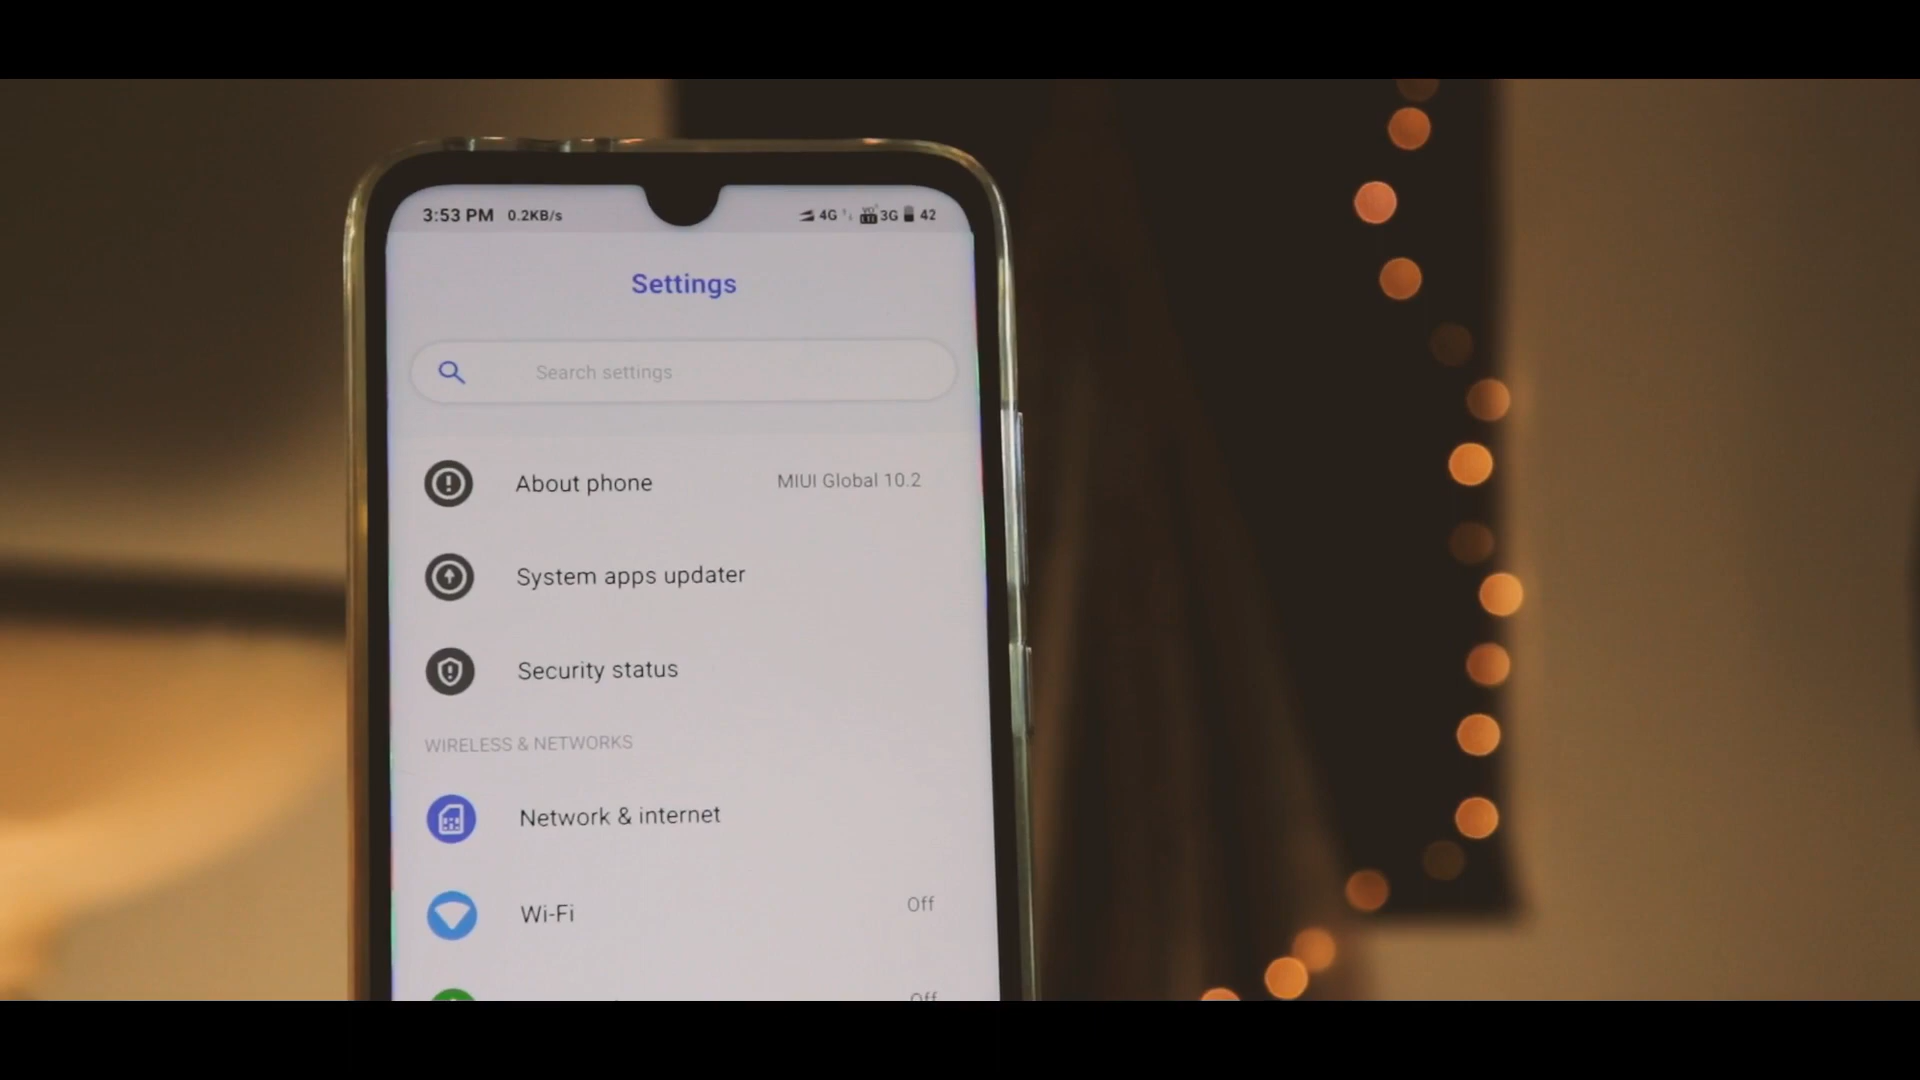 3:53 PM 0.2KB/s 4G 3G 42
Settings
Search settings
About phone MIUI Global 10.2
System apps updater
Security status
WIRELESS & NETWORKS
Network & internet
Wi-Fi Off
Off